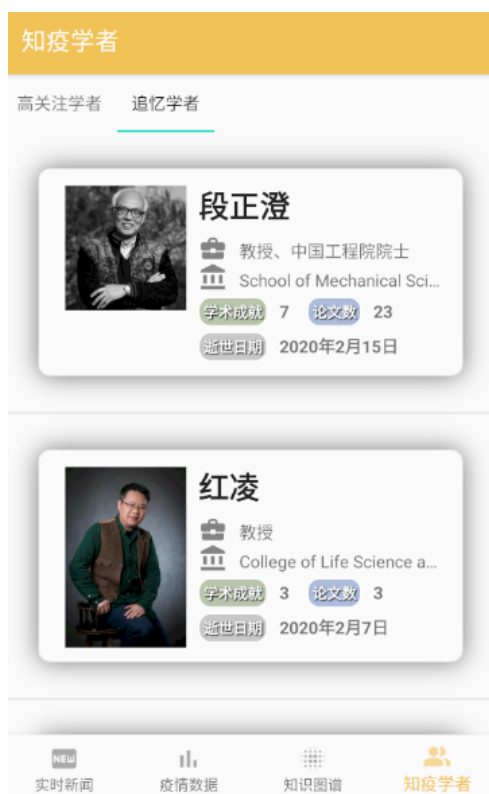 知疫学者
高关注学者 追忆学者
段正澄
教授、中国工程院院士
School of Mechanical Sci...
学术成就 7 论文数 23
逝世日期 2020年2月15日
红凌
教授
College of Life Science a...
学术成就 3 论文数 3
逝世日期 2020年2月7日
NEW
实时新闻 疫情数据 知识图谱 知疫学者